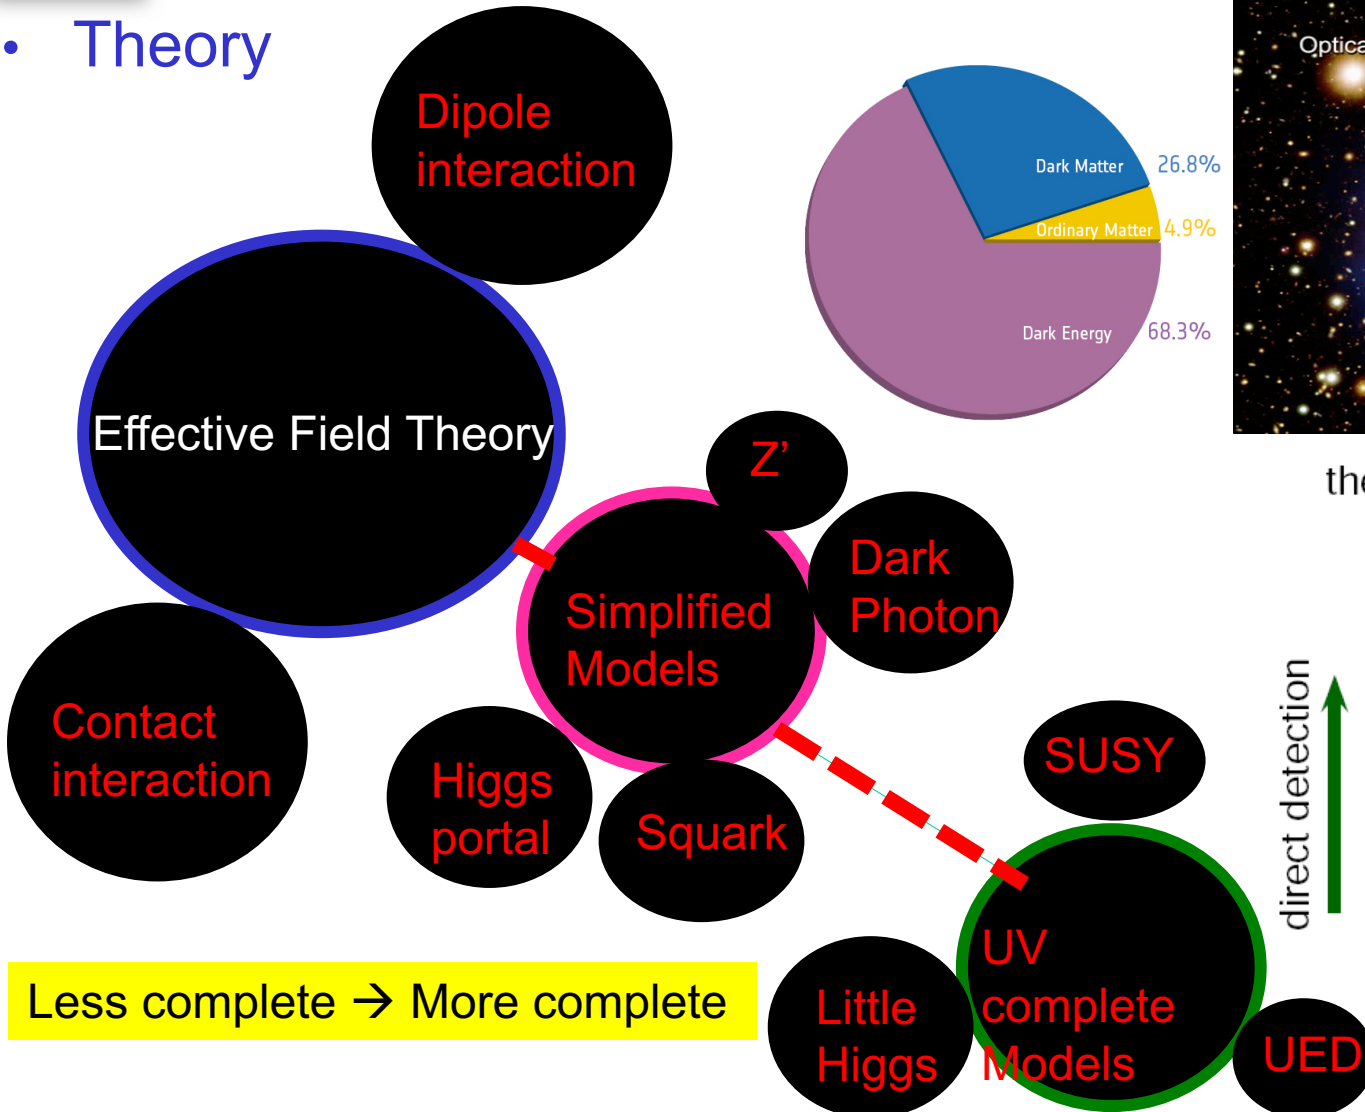 • Theory
Dipole
interaction
Effective Field Theory
Contact
interaction
Dark Matter 26.8%
Ordinary Matter 4.9%
Dark Energy 68.3%
Z’
Simplified
Models
Dark
Photon
Higgs
portal
Squark
SUSY
UV
complete
Models
Little
Higgs
UED
direct detection
Less complete → More complete